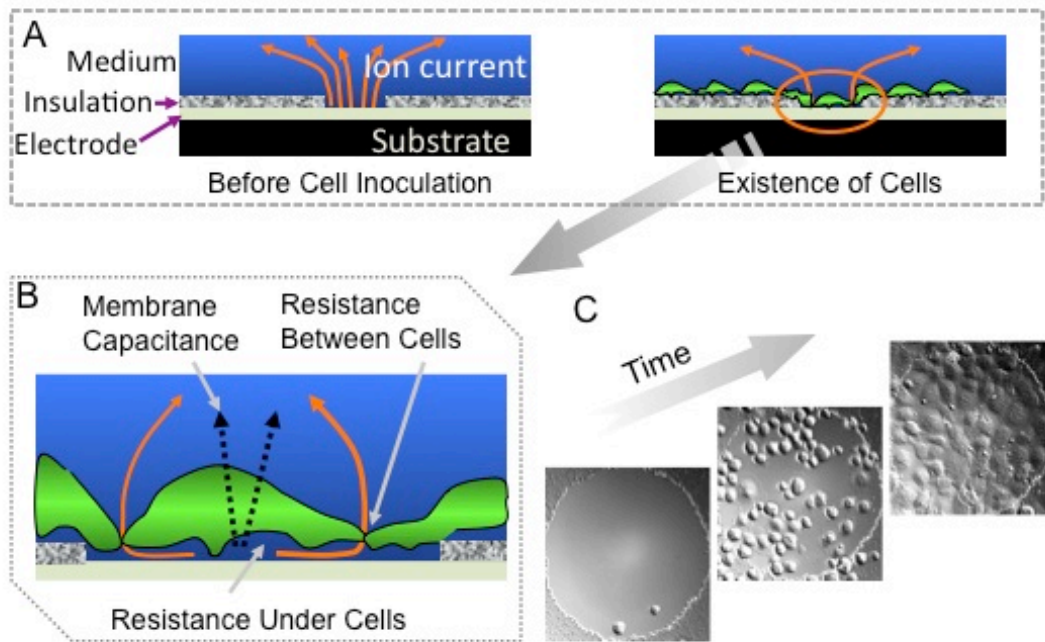 A
Medium
Ion current
Insulation
Electrode
Substrate
Before Cell Inoculation
Existence of Cells
B
Membrane
Capacitance
Resistance
Between Cells
Resistance Under Cells
C
Time